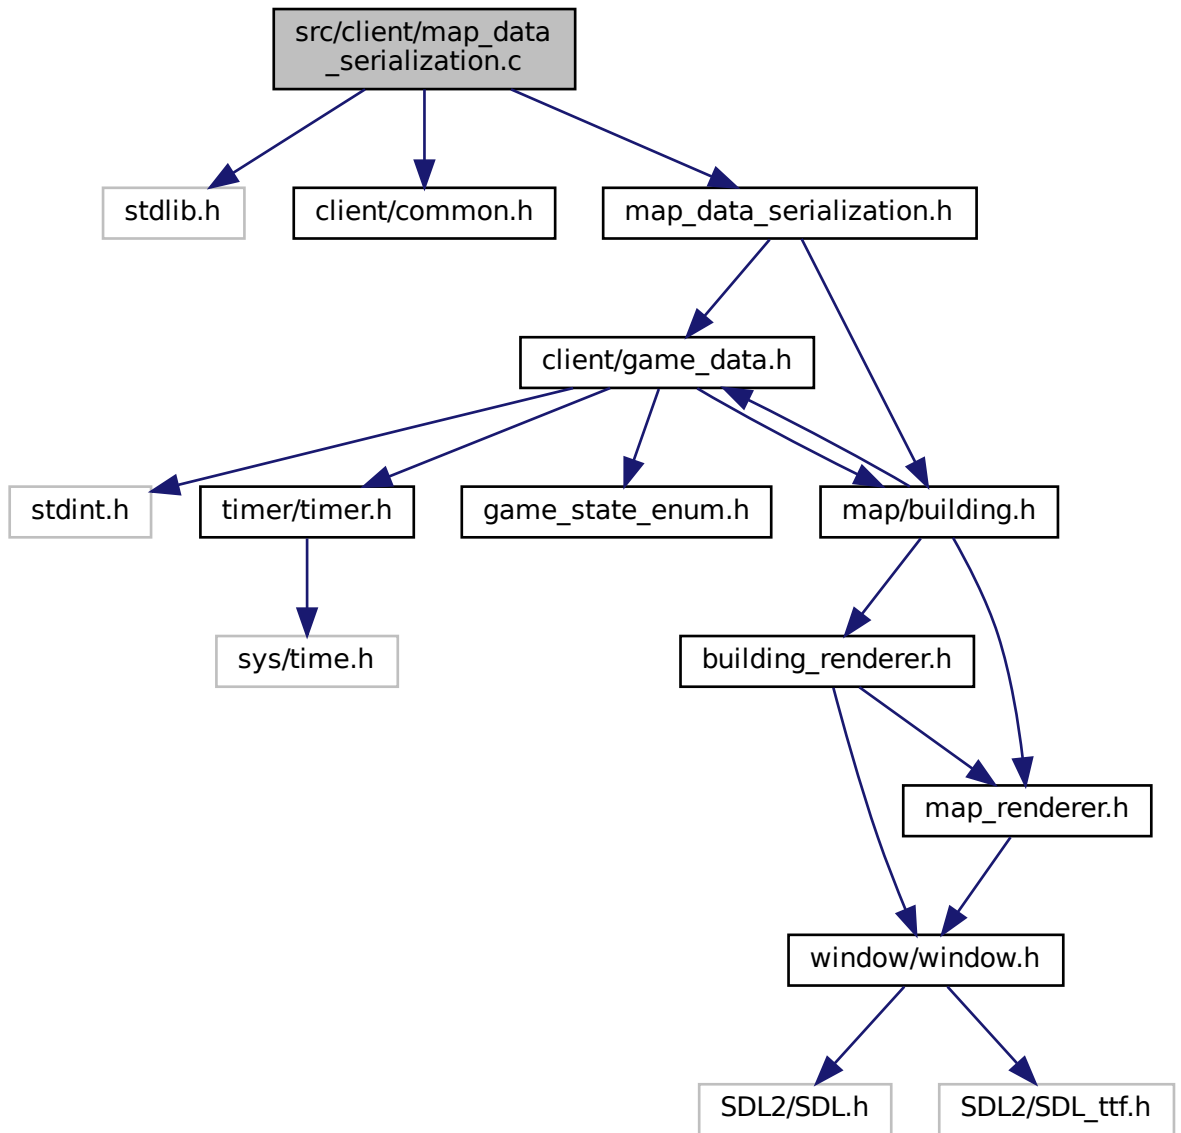 src/client/map_data
_serialization.c
stdlib.h
client/common.h
map_data_serialization.h
client/game_data.h
stdint.h
timer/timer.h
game_state_enum.h
map/building.h
sys/time.h
building_renderer.h
map_renderer.h
window/window.h
SDL2/SDL.h
SDL2/SDL_ttf.h